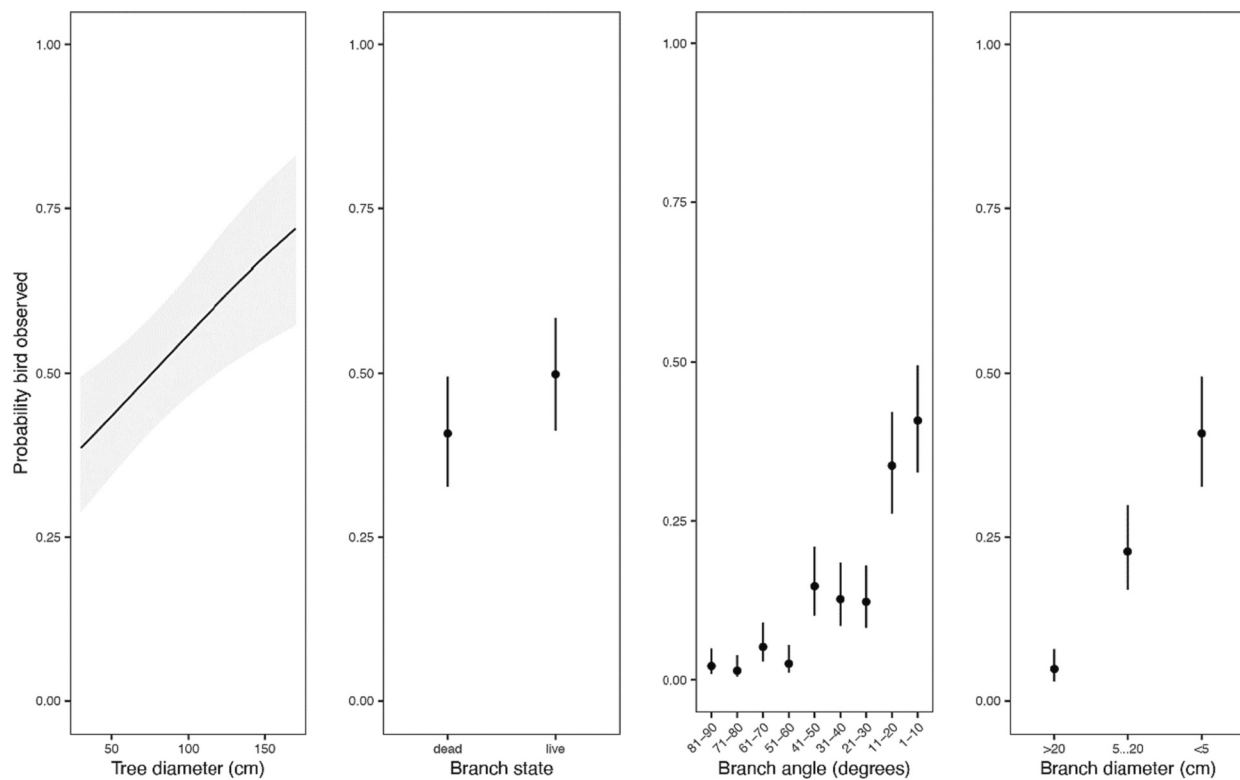 Probability bird observed
1.00
0.75
0.50
0.25
0.00
50 100 150
Tree diameter (cm)
1.00
0.75
0.50
0.25
0.00
dead live
Branch state
1.00
0.75
0.50
0.25
0.00
81–90 71–80 61–70 51–60 41–50 31–40 21–30 11–20 1–10
Branch angle (degrees)
1.00
0.75
0.50
0.25
0.00
>20 5...20 <5
Branch diameter (cm)